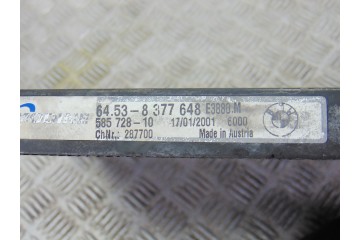 64.53-8 377 648 E3880.M
585 728-10 17/01/2001 6000
ChNr.: 287700 Made in Austria